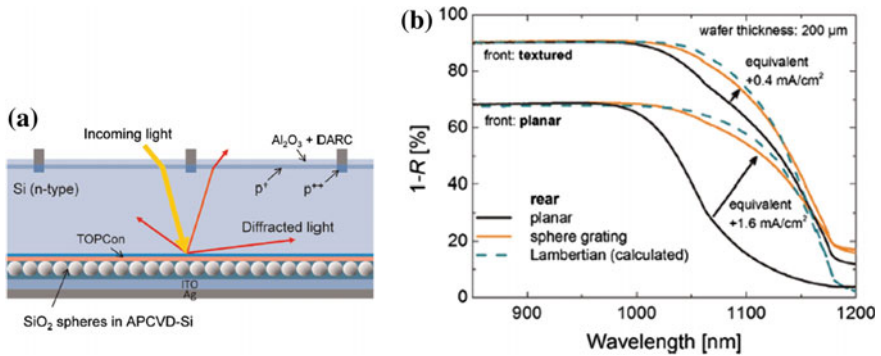 (a)
Incoming light
Al₂O₃ + DARC
Si (n-type)
p⁺
p⁺⁺
TOPCon
Diffracted light
ITO
Ag
SiO₂ spheres in APCVD-Si
(b)
100
80
60
40
20
0
1-R [%]
wafer thickness: 200 µm
front: textured
equivalent
+0.4 mA/cm²
front: planar
equivalent
+1.6 mA/cm²
rear
planar
sphere grating
Lambertian (calculated)
900
1000
1100
1200
Wavelength [nm]